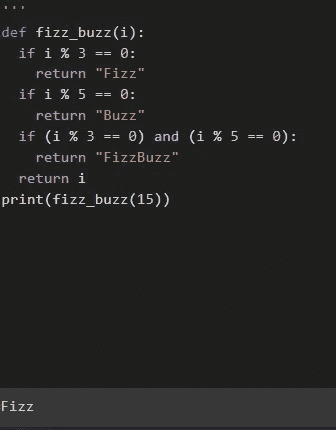 '''
def fizz_buzz(i):
  if i % 3 == 0:
    return "Fizz"
  if i % 5 == 0:
    return "Buzz"
  if (i % 3 == 0) and (i % 5 == 0):
    return "FizzBuzz"
  return i
print(fizz_buzz(15))
Fizz